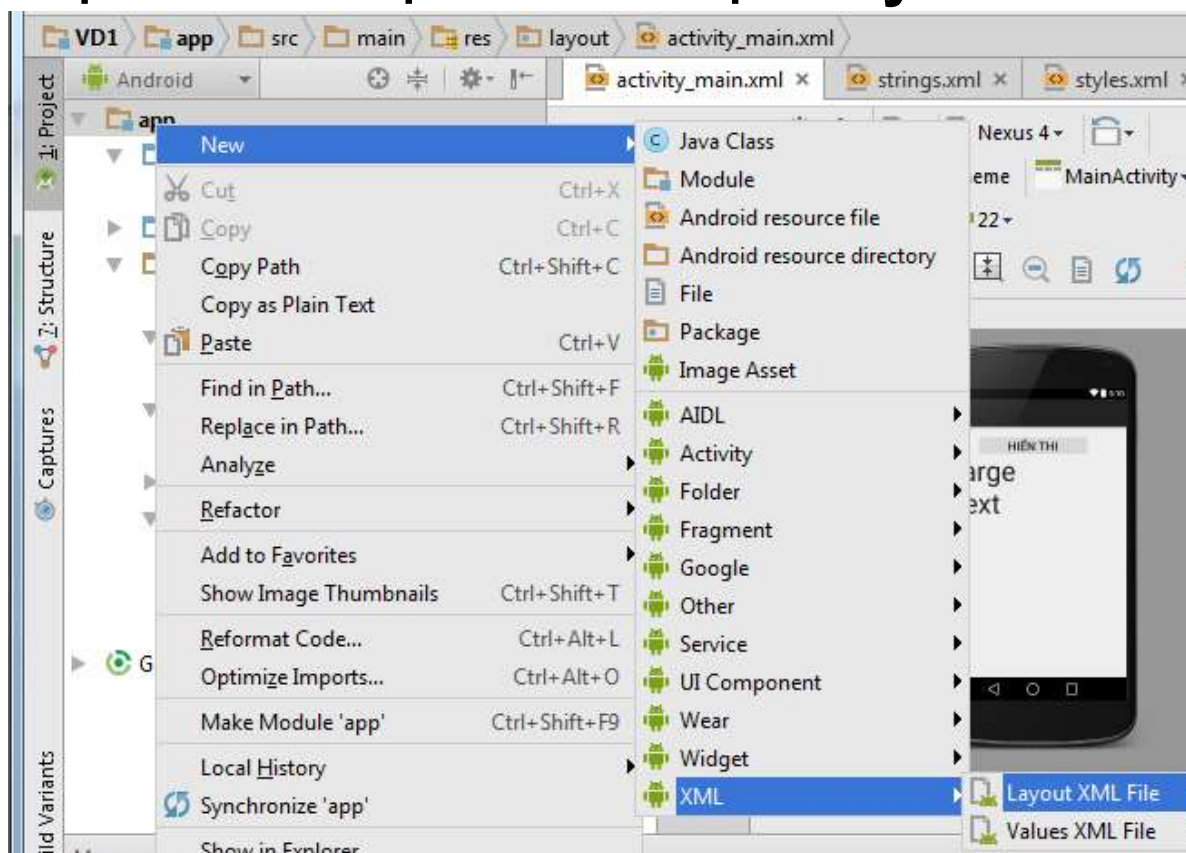 VD1 app src main res layout activity_main.xml
Android activity_main.xml strings.xml styles.xml
1: Project
7: Structure
Captures
app
New
Cut Ctrl+X
Copy Ctrl+C
Copy Path Ctrl+Shift+C
Copy as Plain Text
Paste Ctrl+V
Find in Path... Ctrl+Shift+F
Replace in Path... Ctrl+Shift+R
Analyze
Refactor
Add to Favorites
Show Image Thumbnails Ctrl+Shift+T
Reformat Code... Ctrl+Alt+L
Optimize Imports... Ctrl+Alt+O
Make Module 'app' Ctrl+Shift+F9
Local History
Synchronize 'app'
Show in Explorer
Java Class
Module
Android resource file
Android resource directory
File
Package
Image Asset
AIDL
Activity
Folder
Fragment
Google
Other
Service
UI Component
Wear
Widget
XML
Layout XML File
Values XML File
Nexus 4
eme MainActivity
22
HIỂN THỊ
arge
ext
G
ild Variants